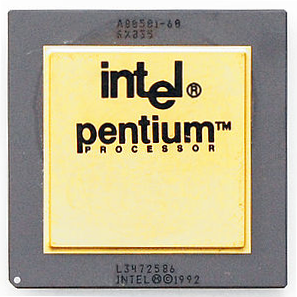 A80501-60
SX835
intel®
pentium™
PROCESSOR
L3472586
INTEL Ⓜ©1992